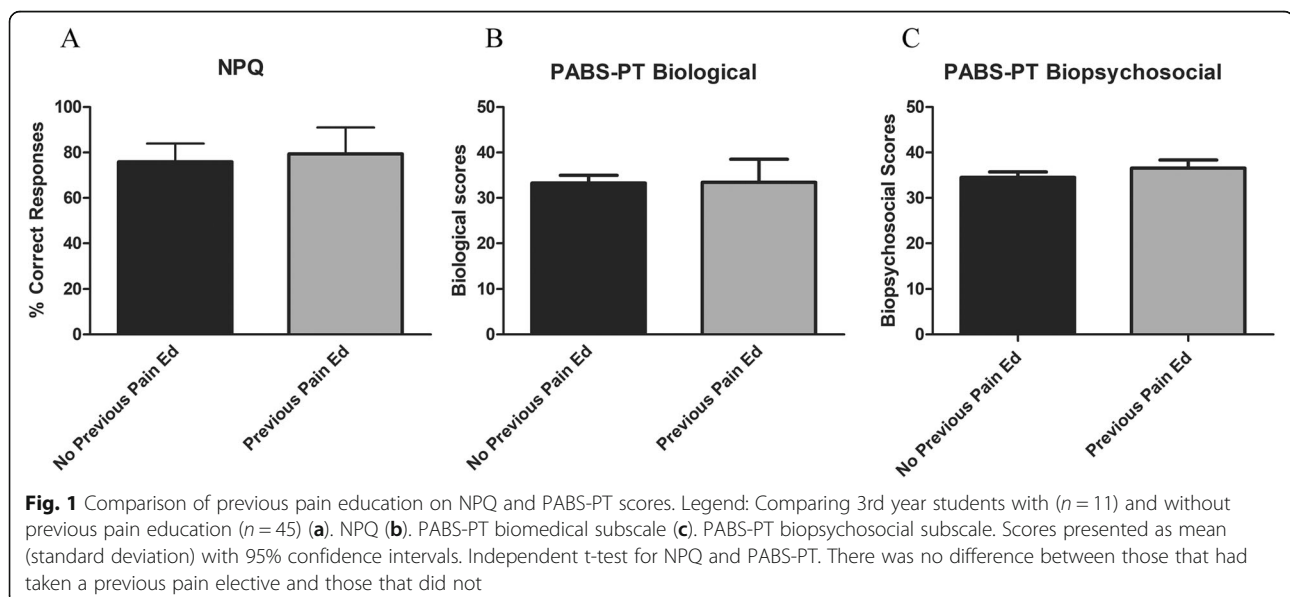 A
NPQ
% Correct Responses
100
80
60
40
20
0
No Previous Pain Ed
Previous Pain Ed
B
PABS-PT Biological
Biological scores
50
40
30
20
10
0
No Previous Pain Ed
Previous Pain Ed
C
PABS-PT Biopsychosocial
Biopsychosocial Scores
50
40
30
20
10
0
No Previous Pain Ed
Previous Pain Ed
Fig. 1 Comparison of previous pain education on NPQ and PABS-PT scores. Legend: Comparing 3rd year students with (n = 11) and without
previous pain education (n = 45) (a). NPQ (b). PABS-PT biomedical subscale (c). PABS-PT biopsychosocial subscale. Scores presented as mean
(standard deviation) with 95% confidence intervals. Independent t-test for NPQ and PABS-PT. There was no difference between those that had
taken a previous pain elective and those that did not